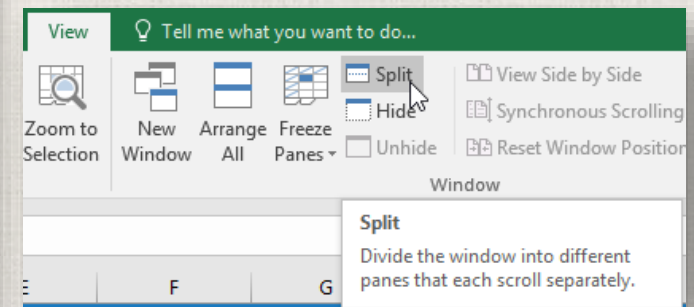 View Tell me what you want to do...
Split View Side by Side
Hide Synchronous Scrolling
Zoom to New Arrange Freeze Unhide Reset Window Position
Selection Window All Panes
Window
Split
Divide the window into different
panes that each scroll separately.
E F G